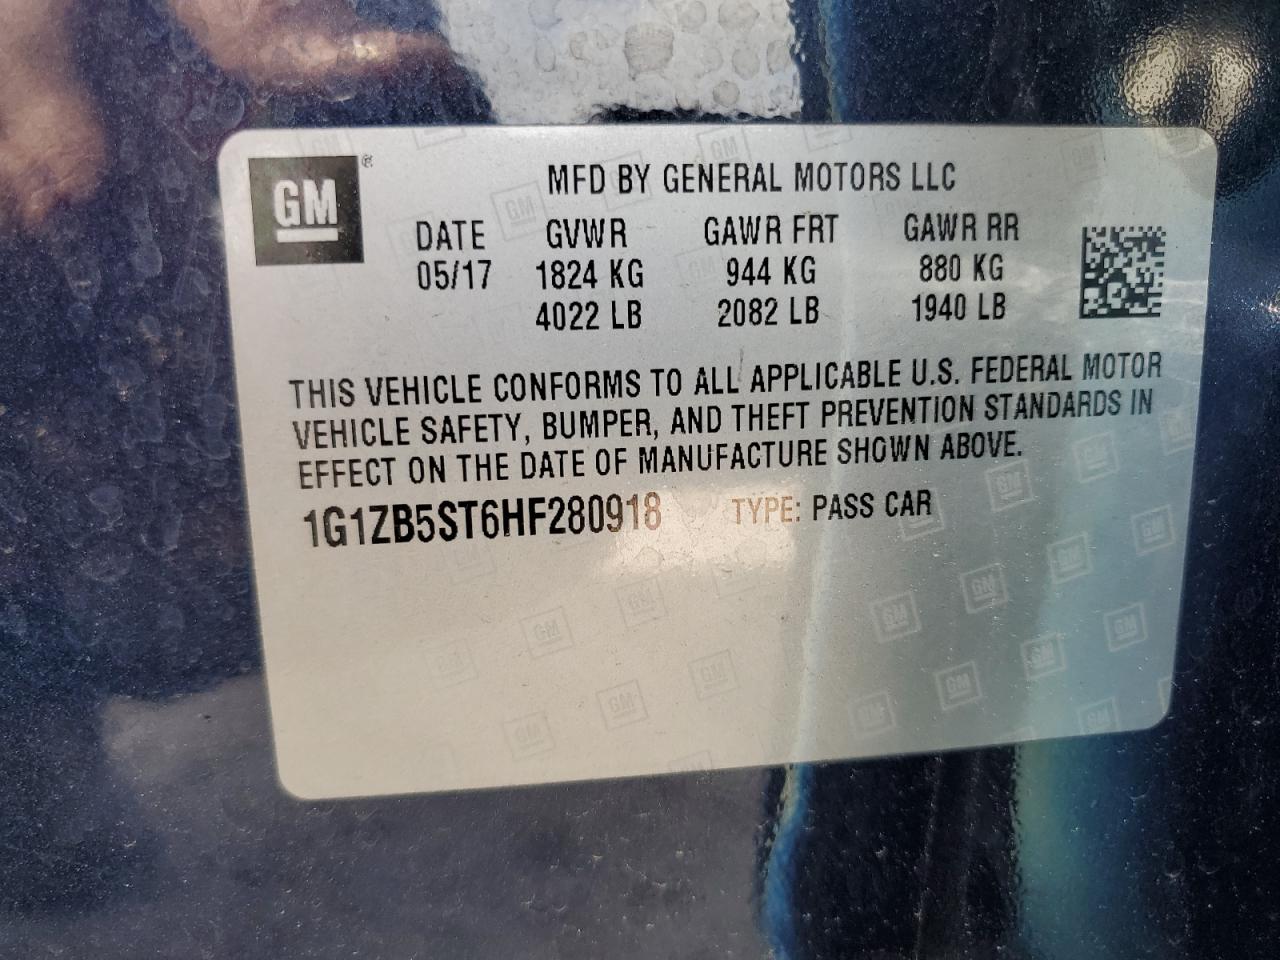 GM ®
MFD BY GENERAL MOTORS LLC
DATE GVWR GAWR FRT GAWR RR
05/17 1824 KG 944 KG 880 KG
4022 LB 2082 LB 1940 LB
THIS VEHICLE CONFORMS TO ALL APPLICABLE U.S. FEDERAL MOTOR
VEHICLE SAFETY, BUMPER, AND THEFT PREVENTION STANDARDS IN
EFFECT ON THE DATE OF MANUFACTURE SHOWN ABOVE.
1G1ZB5ST6HF280918 TYPE: PASS CAR